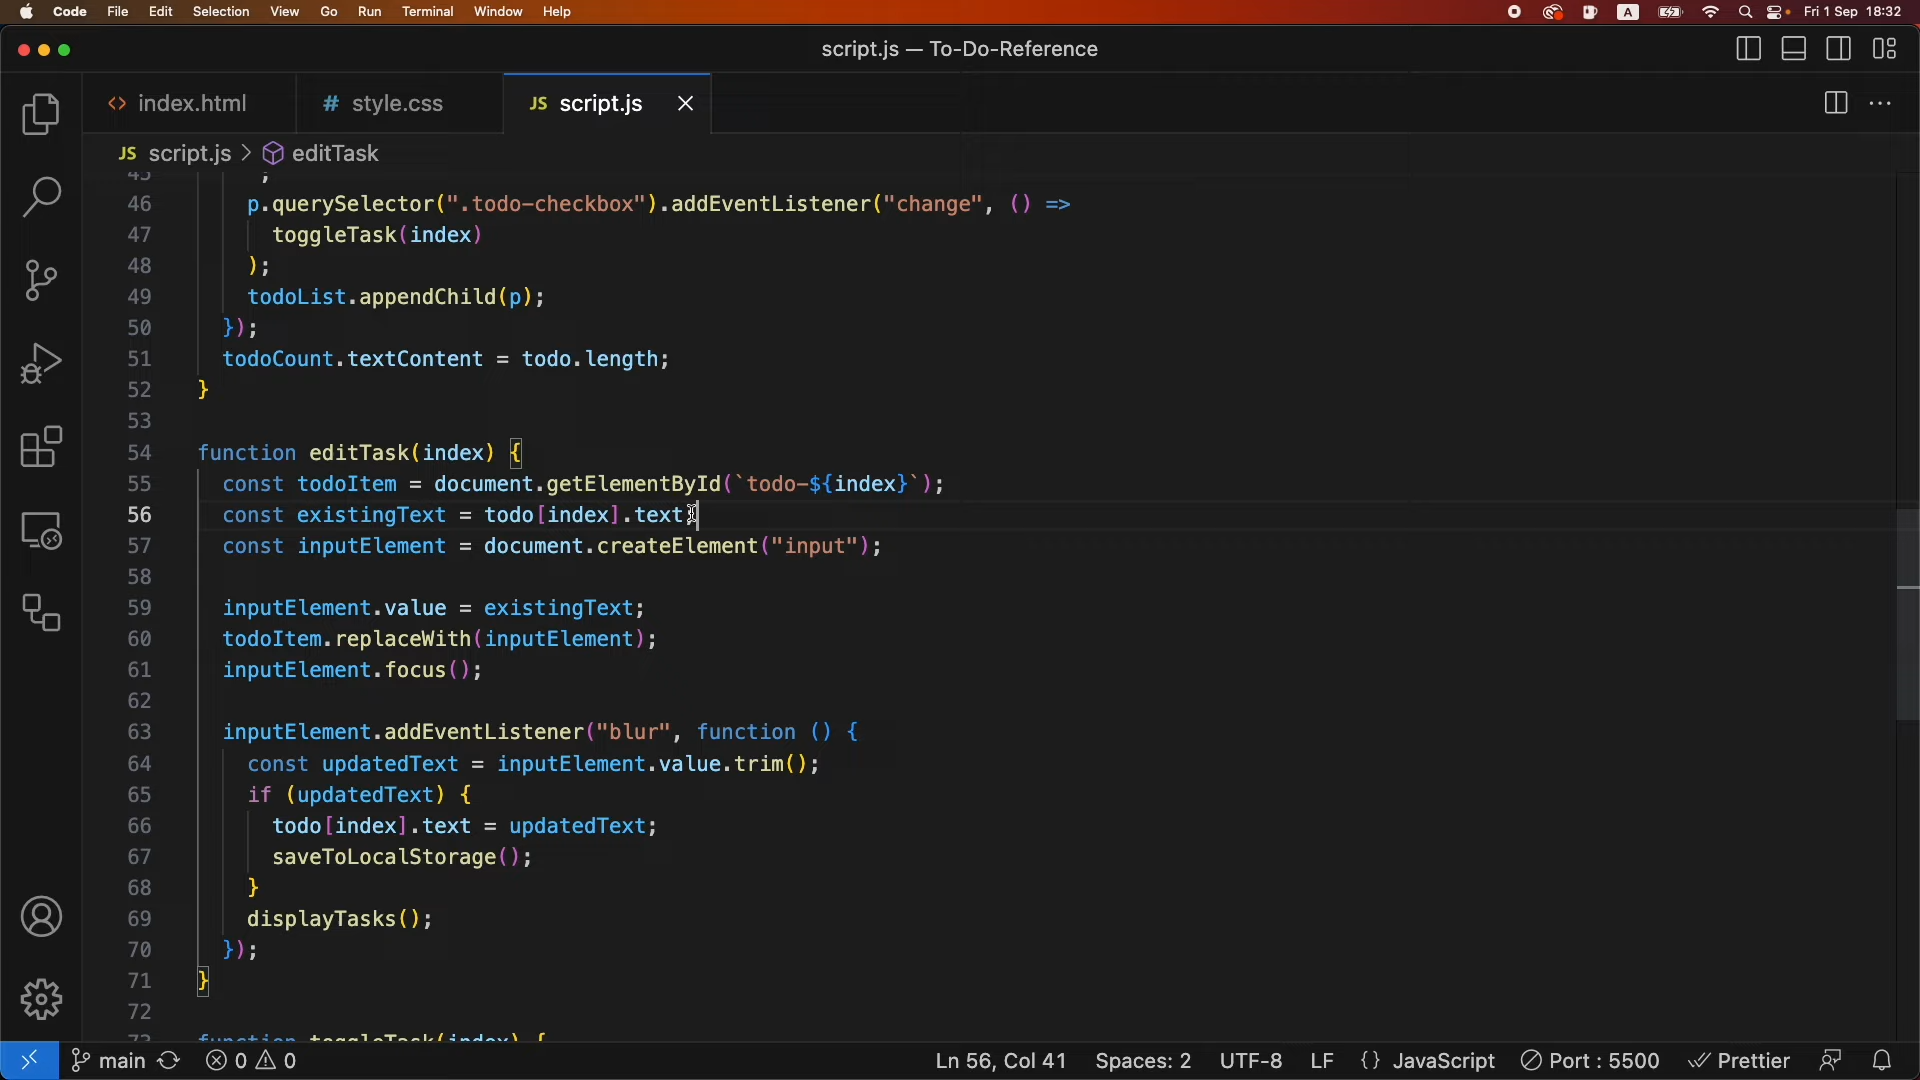 Code File Edit Selection View Go Run Terminal Window Help A Fri 1 Sep 18:32
script.js — To-Do-Reference
<> index.html # style.css JS script.js
JS script.js > editTask
45 ;
46 p.querySelector(".todo-checkbox").addEventListener("change", () =>
47 toggleTask(index)
48 );
49 todoList.appendChild(p);
50 });
51 todoCount.textContent = todo.length;
52 }
53
54 function editTask(index) {
55 const todoItem = document.getElementById(`todo-${index}`);
56 const existingText = todo[index].text;
57 const inputElement = document.createElement("input");
58
59 inputElement.value = existingText;
60 todoItem.replaceWith(inputElement);
61 inputElement.focus();
62
63 inputElement.addEventListener("blur", function () {
64 const updatedText = inputElement.value.trim();
65 if (updatedText) {
66 todo[index].text = updatedText;
67 saveToLocalStorage();
68 }
69 displayTasks();
70 });
71 }
72
73 function toggleTask(index) {
main 0 0 Ln 56, Col 41 Spaces: 2 UTF-8 LF {} JavaScript Port : 5500 Prettier